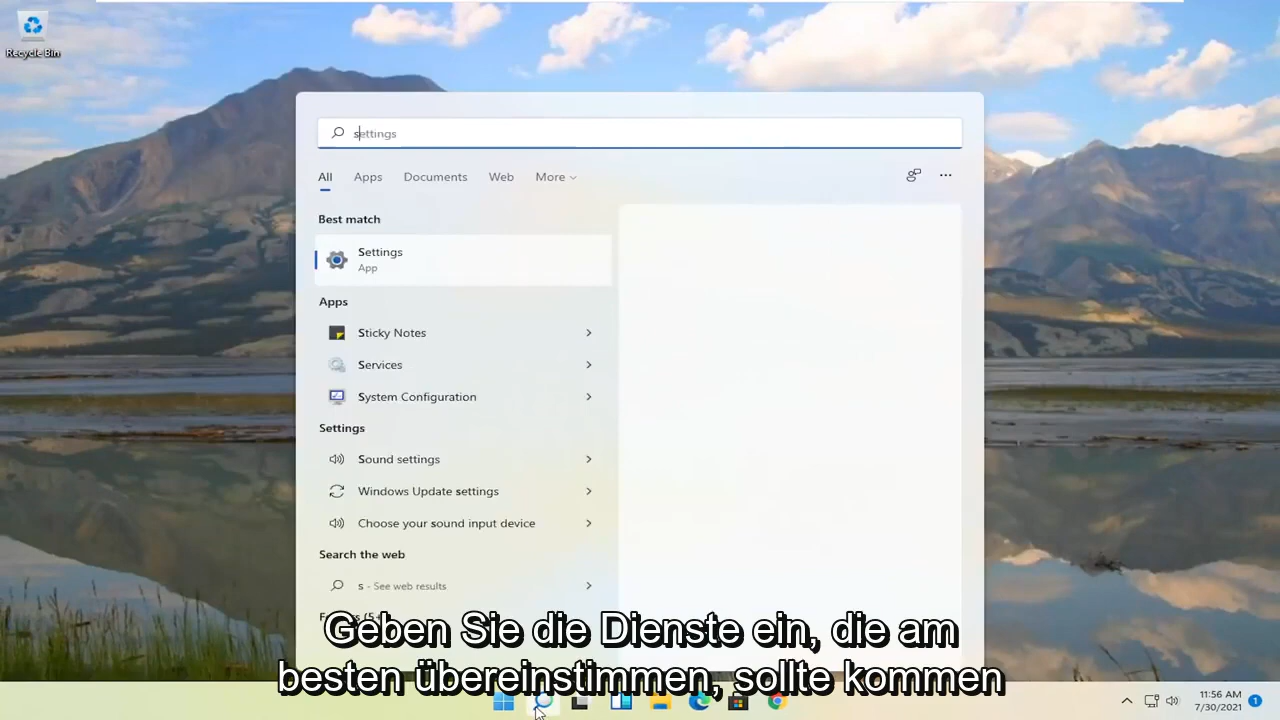 Recycle Bin
settings
All Apps Documents Web More
Best match
Settings
App
Apps
Sticky Notes
Services
System Configuration
Settings
Sound settings
Windows Update settings
Choose your sound input device
Search the web
s - See web results
Geben Sie die Dienste ein, die am
besten übereinstimmen, sollte kommen
11:56 AM
7/30/2021
1